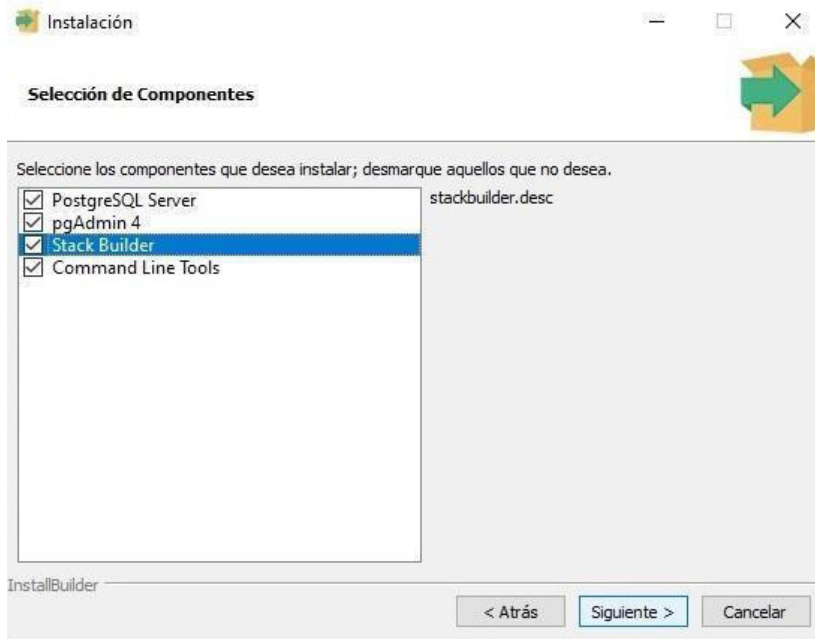 Instalación
Selección de Componentes
Seleccione los componentes que desea instalar; desmarque aquellos que no desea.
PostgreSQL Server
pgAdmin 4
Stack Builder
Command Line Tools
stackbuilder.desc
InstallBuilder
< Atrás
Siguiente >
Cancelar